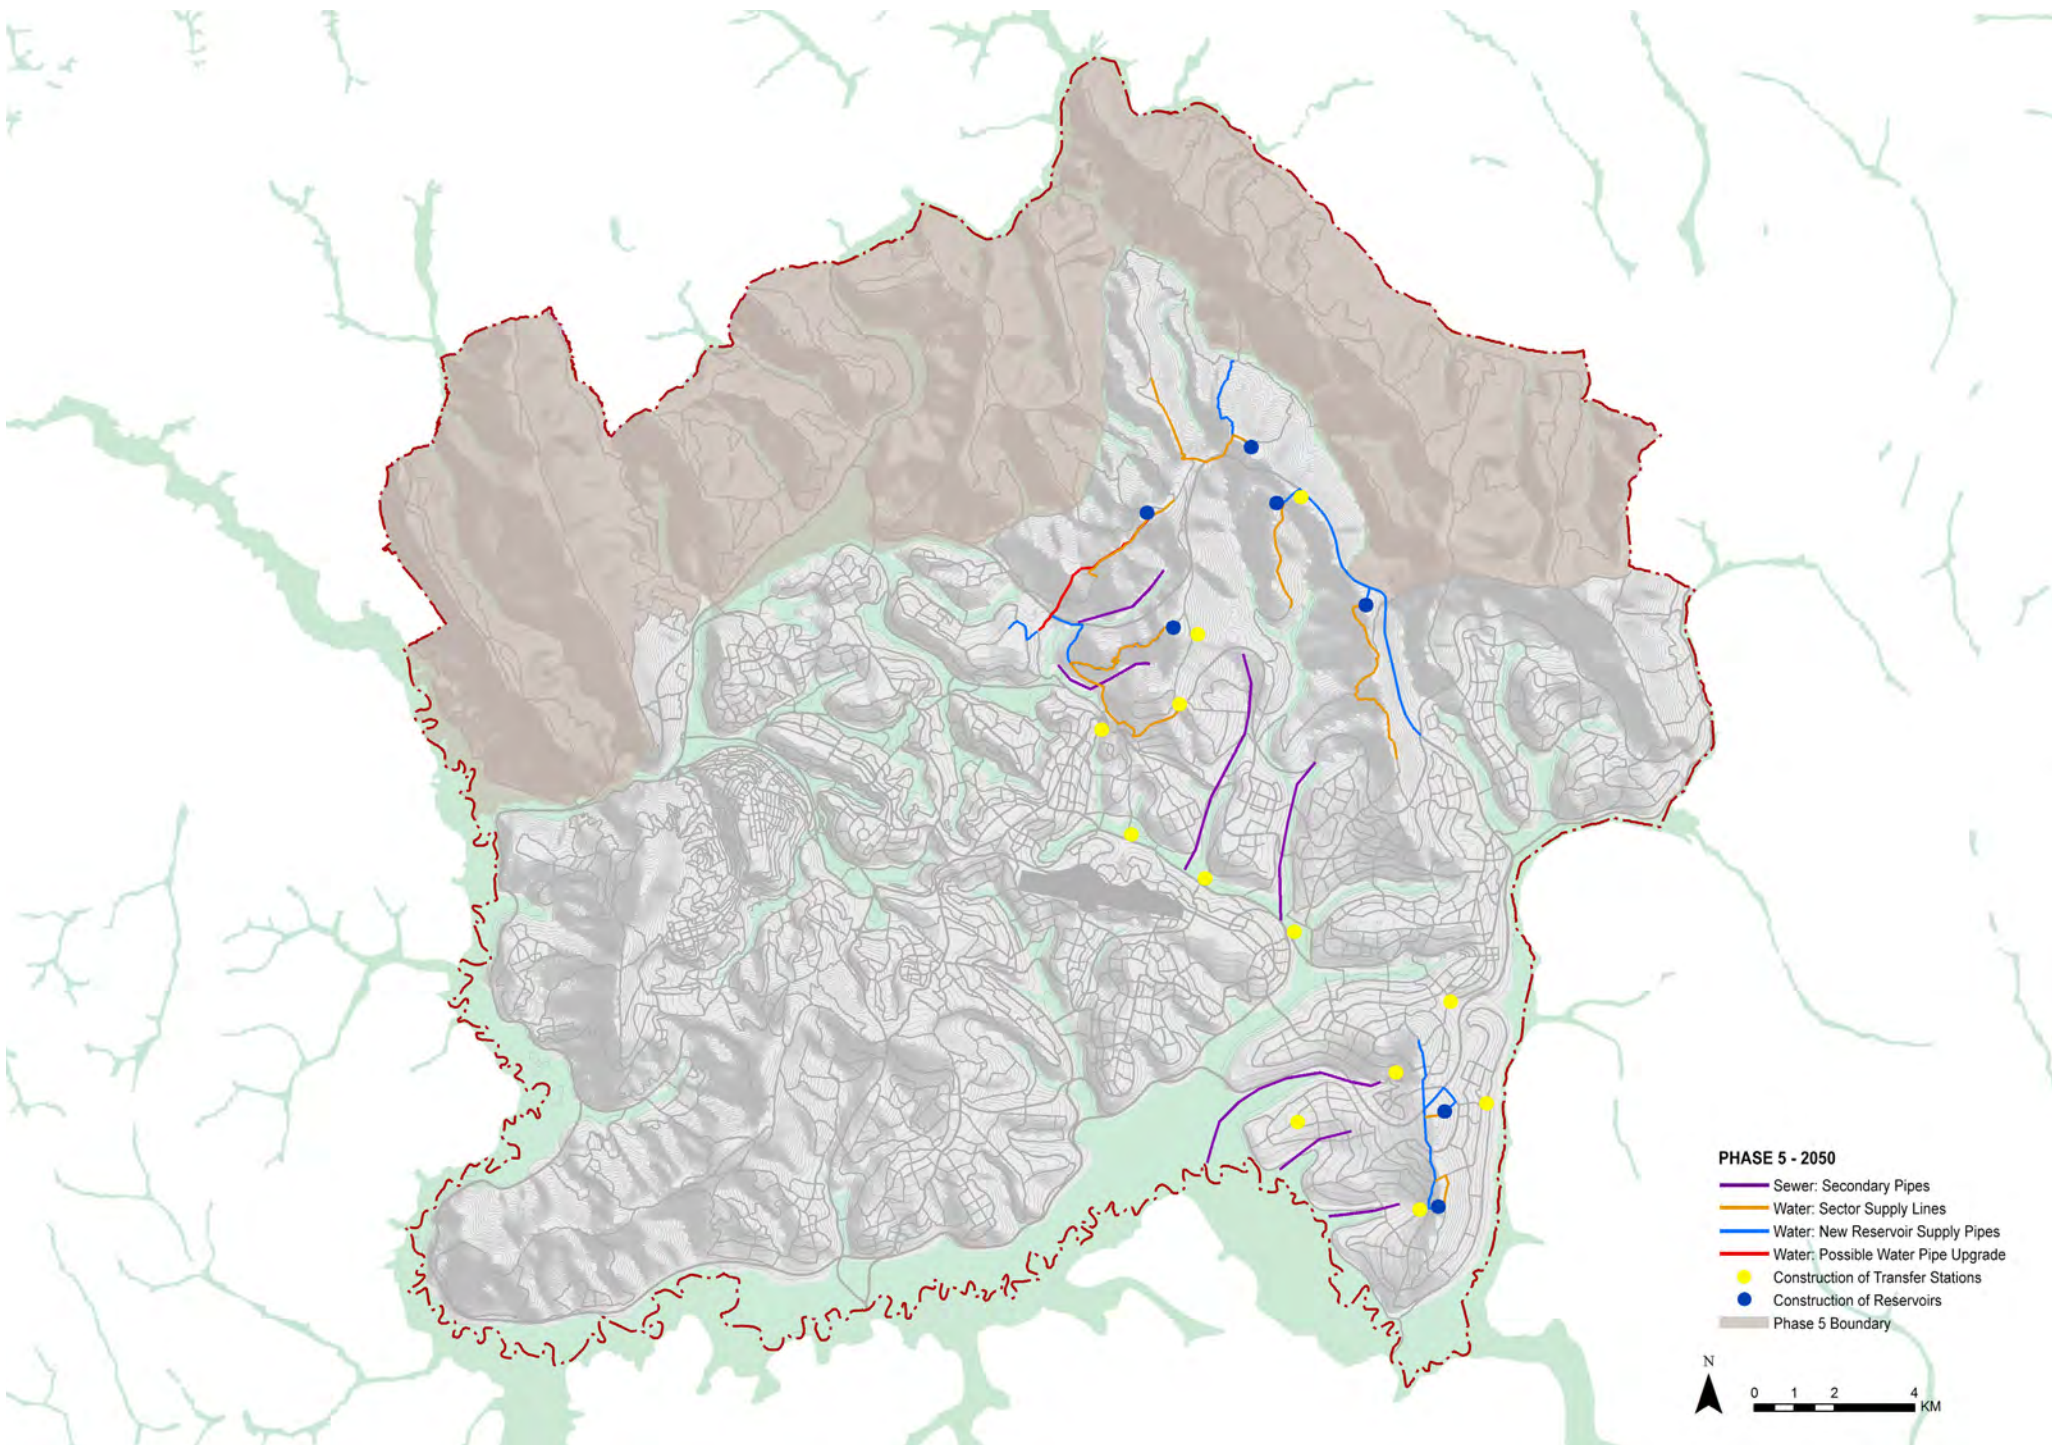 PHASE 5 - 2050
Sewer: Secondary Pipes
Water: Sector Supply Lines
Water: New Reservoir Supply Pipes
Water: Possible Water Pipe Upgrade
Construction of Transfer Stations
Construction of Reservoirs
Phase 5 Boundary
N
0 1 2 4
KM